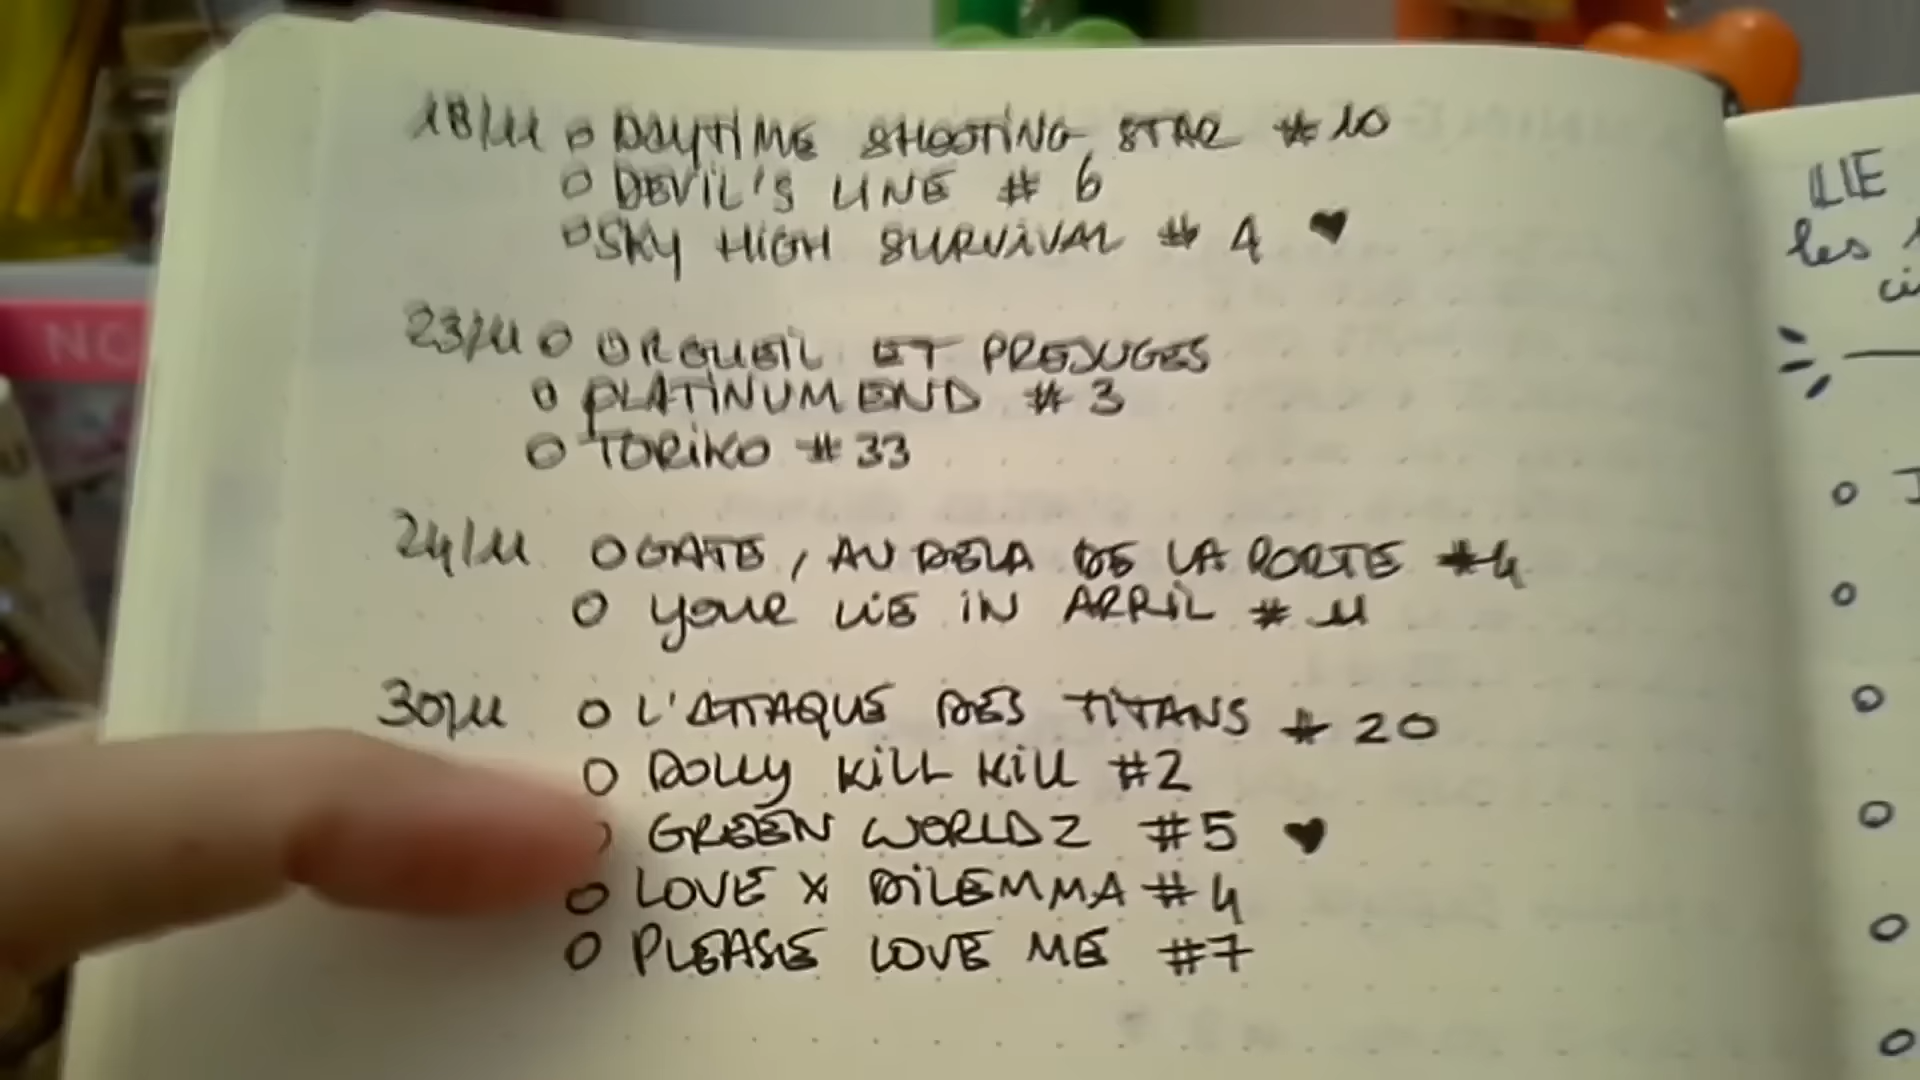 18/11 o DAYTIME SHOOTING STAR #10
o DEVIL'S LINE # 6
o SKY HIGH SURVIVAL # 4 ♥
23/11 o ORGUEIL ET PREJUGES
o PLATINUM END # 3
o TORIKO # 33
24/11 o GATE, AU DELA DE LA PORTE #4
o YOUR LIE IN APRIL # 11
30/11 o L'ATTAQUE DES TITANS # 20
o DOLLY KILL KILL #2
o GREEN WORLDZ #5 ♥
o LOVE X DILEMMA #4
o PLEASE LOVE ME #7
LIE
les
NO